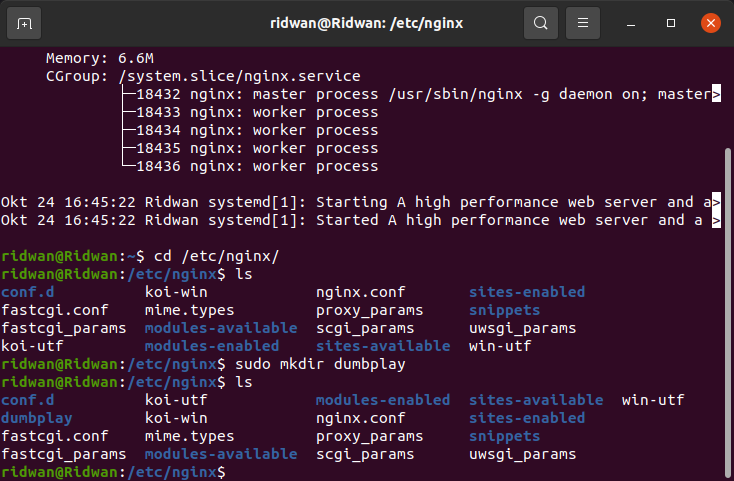 ridwan@Ridwan: /etc/nginx
Memory: 6.6M
CGroup: /system.slice/nginx.service
├─18432 nginx: master process /usr/sbin/nginx -g daemon on; master>
├─18433 nginx: worker process
├─18434 nginx: worker process
├─18435 nginx: worker process
└─18436 nginx: worker process
Okt 24 16:45:22 Ridwan systemd[1]: Starting A high performance web server and a>
Okt 24 16:45:22 Ridwan systemd[1]: Started A high performance web server and a >
ridwan@Ridwan:~$ cd /etc/nginx/
ridwan@Ridwan:/etc/nginx$ ls
conf.d koi-win nginx.conf sites-enabled
fastcgi.conf mime.types proxy_params snippets
fastcgi_params modules-available scgi_params uwsgi_params
koi-utf modules-enabled sites-available win-utf
ridwan@Ridwan:/etc/nginx$ sudo mkdir dumbplay
ridwan@Ridwan:/etc/nginx$ ls
conf.d koi-utf modules-enabled sites-available win-utf
dumbplay koi-win nginx.conf sites-enabled
fastcgi.conf mime.types proxy_params snippets
fastcgi_params modules-available scgi_params uwsgi_params
ridwan@Ridwan:/etc/nginx$